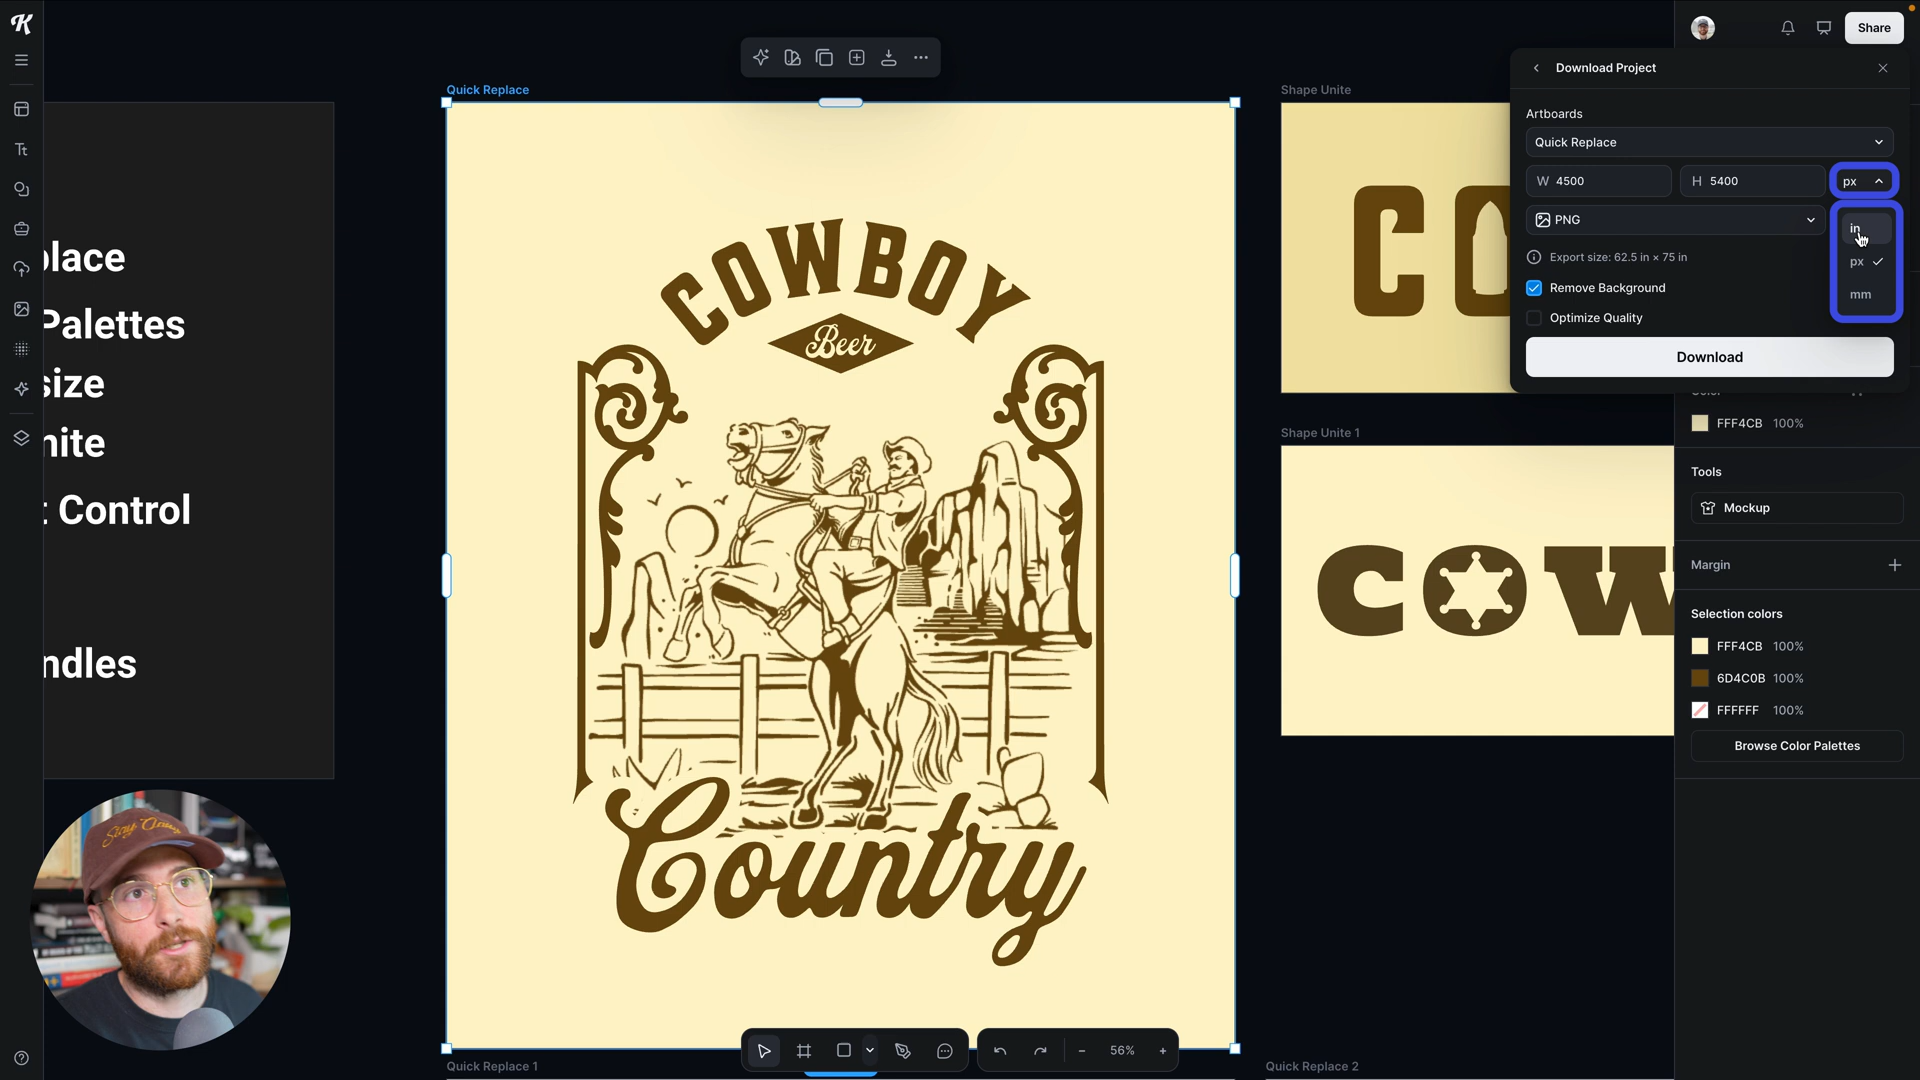 K
Share
Download Project
Artboards
Quick Replace
W 4500
H 5400
px
PNG
in
px
mm
Export size: 62.5 in × 75 in
Remove Background
Optimize Quality
Download
Color
FFF4CB 100%
Tools
Mockup
Margin
Selection colors
FFF4CB 100%
6D4C0B 100%
FFFFFF 100%
Browse Color Palettes
Tt
place
Palettes
size
nite
t Control
ndles
Quick Replace
COWBOY
Beer
Country
Shape Unite
CO
Shape Unite 1
COW
Quick Replace 1
Quick Replace 2
56%